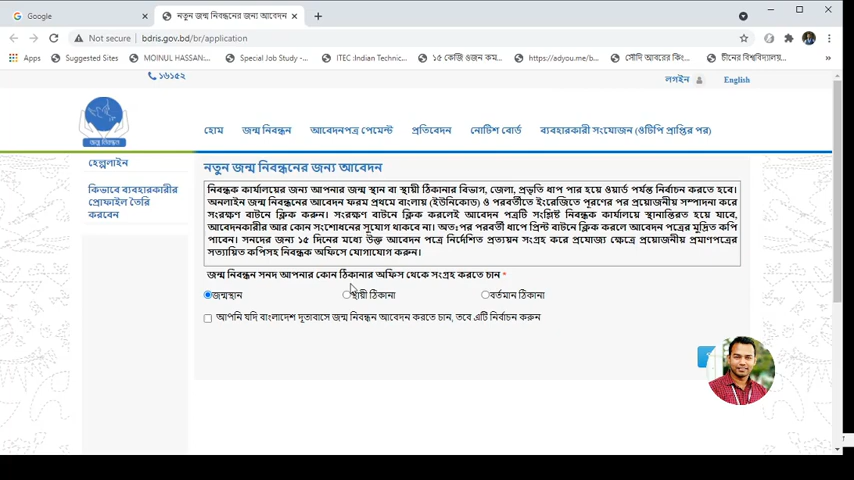 Google
নতুন জন্ম নিবন্ধনের জন্য আবেদন
Not secure
bdris.gov.bd/br/application
Apps
Suggested Sites
MOINUL HASSAN:...
Special Job Study -...
ITEC :Indian Technic...
১৫ কেজি ওজন কম...
https://adyou.me/b...
সৌদি আরবের কিং...
চীনের বিশ্ববিদ্যালয়...
১৬১৫২
লগইন
English
জন্ম নিবন্ধন
হোম
জন্ম নিবন্ধন
আবেদনপত্র পেমেন্ট
প্রতিবেদন
নোটিশ বোর্ড
ব্যবহারকারী সংযোজন (ওটিপি প্রাপ্তির পর)
হেল্পলাইন
কিভাবে ব্যবহারকারীর
প্রোফাইল তৈরি
করবেন
নতুন জন্ম নিবন্ধনের জন্য আবেদন
নিবন্ধক কার্যালয়ের জন্য আপনার জন্ম স্থান বা স্থায়ী ঠিকানার বিভাগ, জেলা, প্রভৃতি ধাপ পার হয়ে ওয়ার্ড পর্যন্ত নির্বাচন করতে হবে।
অনলাইন জন্ম নিবন্ধনের আবেদন ফরম প্রথমে বাংলায় (ইউনিকোড) ও পরবর্তীতে ইংরেজিতে পূরণের পর প্রয়োজনীয় সম্পাদনা করে
সংরক্ষণ বাটনে ক্লিক করুন। সংরক্ষণ বাটনে ক্লিক করলেই আবেদন পত্রটি সংশ্লিষ্ট নিবন্ধক কার্যালয়ে স্থানান্তরিত হয়ে যাবে,
আবেদনকারীর আর কোন সংশোধনের সুযোগ থাকবে না। অতঃপর পরবর্তী ধাপে প্রিন্ট বাটনে ক্লিক করলে আবেদন পত্রের মুদ্রিত কপি
পাবেন। সনদের জন্য ১৫ দিনের মধ্যে উক্ত আবেদন পত্রে নির্দেশিত প্রত্যয়ন সংগ্রহ করে প্রযোজ্য ক্ষেত্রে প্রয়োজনীয় প্রমাণপত্রের
সত্যায়িত কপিসহ নিবন্ধক অফিসে যোগাযোগ করুন।
জন্ম নিবন্ধন সনদ আপনার কোন ঠিকানার অফিস থেকে সংগ্রহ করতে চান *
জন্মস্থান
স্থায়ী ঠিকানা
বর্তমান ঠিকানা
আপনি যদি বাংলাদেশ দূতাবাসে জন্ম নিবন্ধন আবেদন করতে চান, তবে এটি নির্বাচন করুন